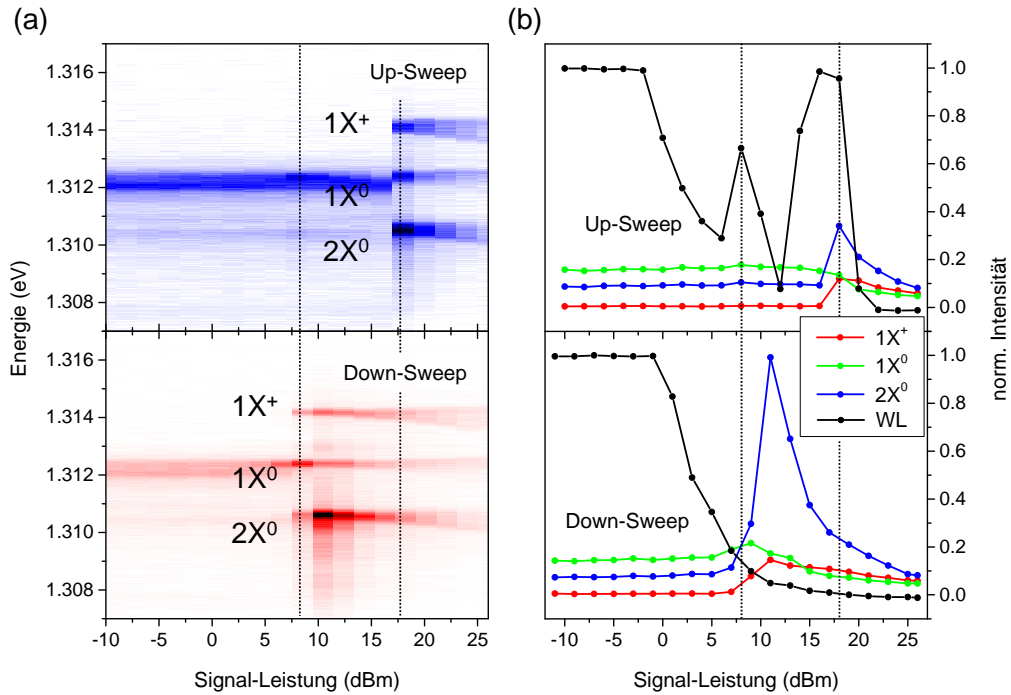 (a)
(b)
1.316
1.314
1.312
1.310
1.308
Up-Sweep
1X⁺
1X⁰
2X⁰
1.316
1.314
1.312
1.310
1.308
Down-Sweep
1X⁺
1X⁰
2X⁰
Energie (eV)
-10 -5 0 5 10 15 20 25
Signal-Leistung (dBm)
1.0
0.8
0.6
0.4
0.2
0.0
Up-Sweep
1X⁺
1X⁰
2X⁰
WL
1.0
0.8
0.6
0.4
0.2
0.0
Down-Sweep
norm. Intensität
-10 -5 0 5 10 15 20 25
Signal-Leistung (dBm)